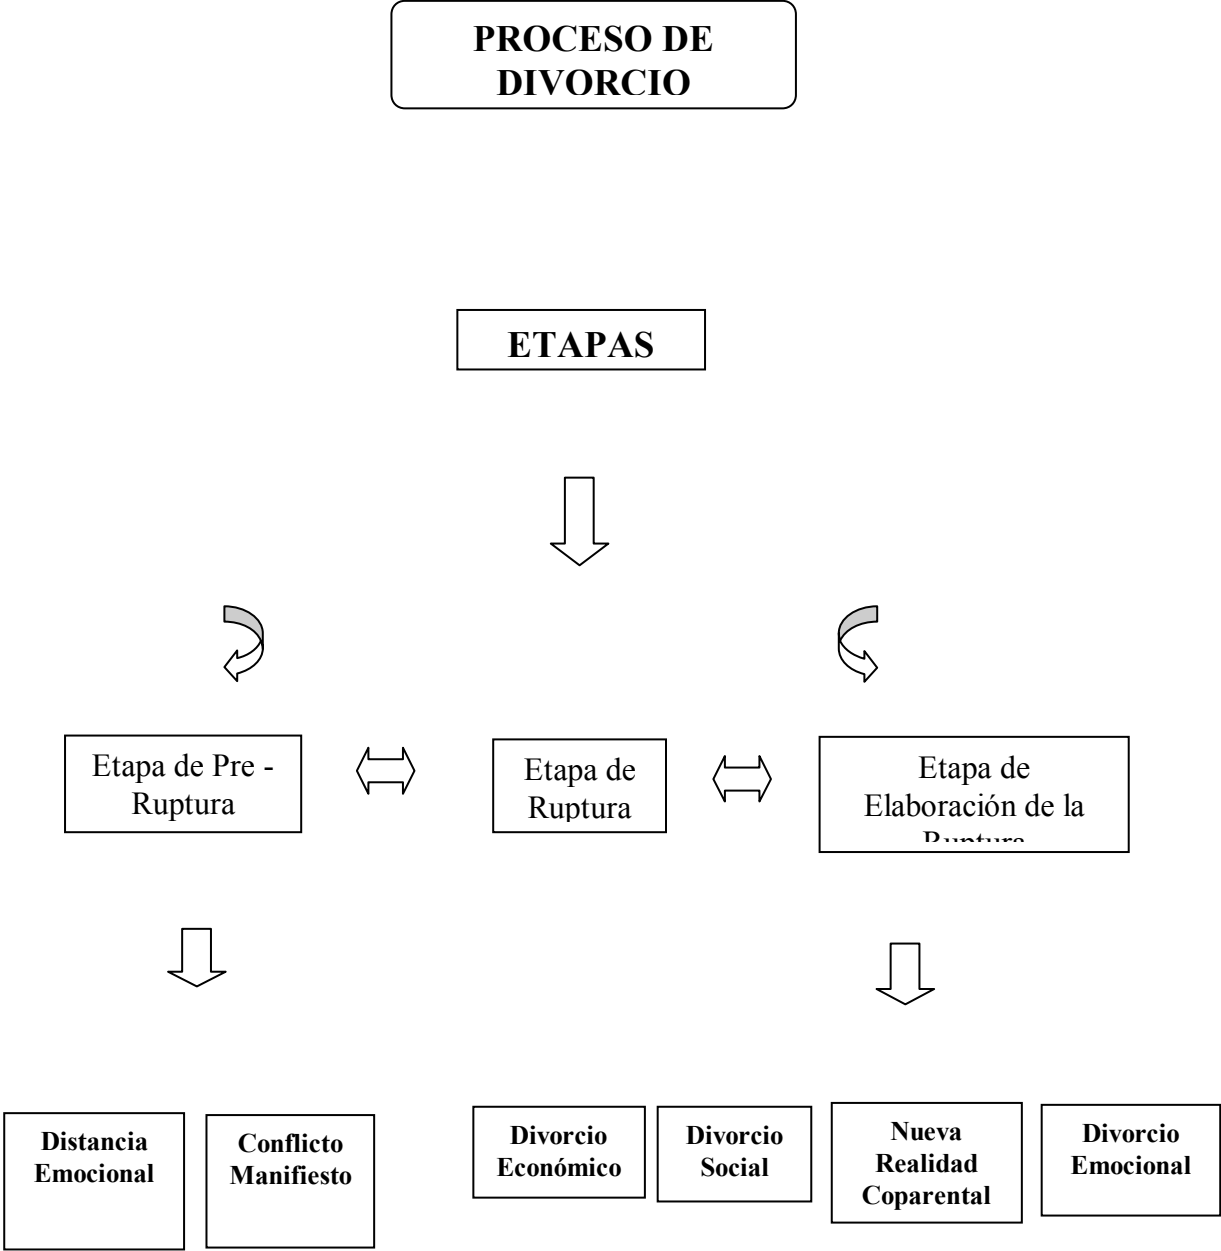 PROCESO DE
DIVORCIO
ETAPAS
Etapa de Pre -
Ruptura
Etapa de
Ruptura
Etapa de
Elaboración de la
Ruptura
Distancia
Emocional
Conflicto
Manifiesto
Divorcio
Económico
Divorcio
Social
Nueva
Realidad
Coparental
Divorcio
Emocional